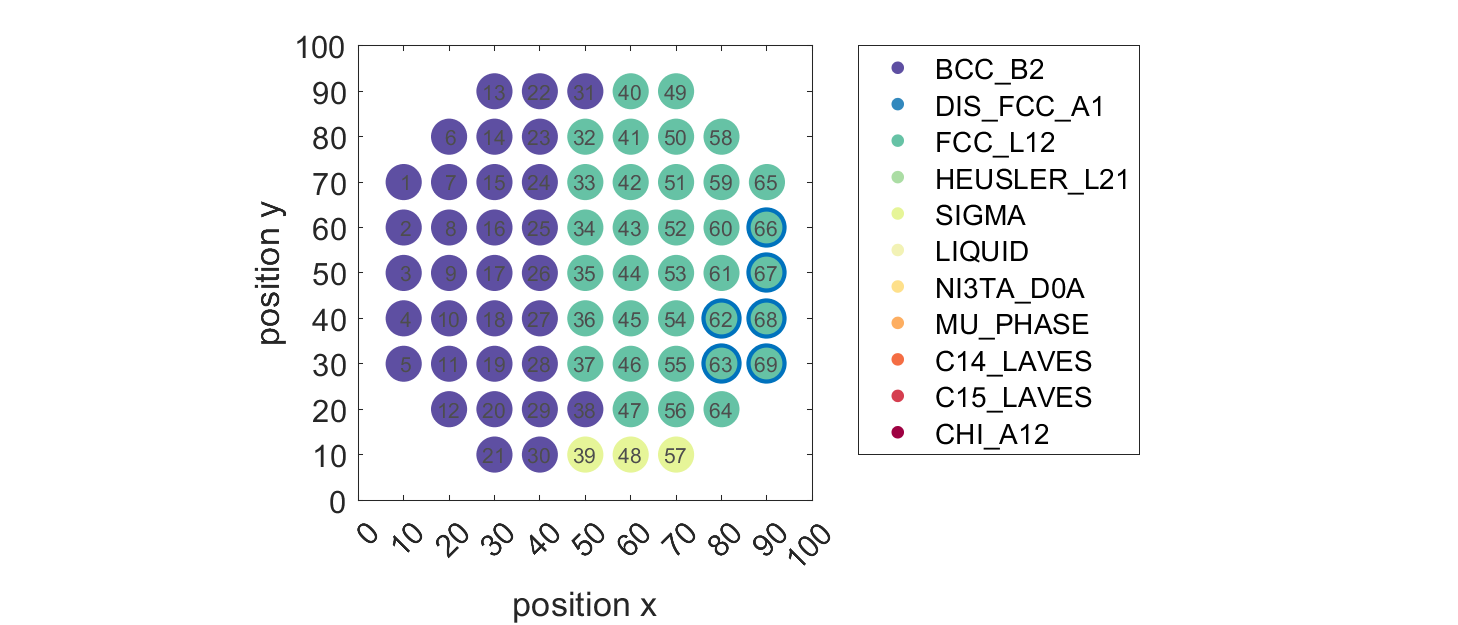 100
90
80
70
60
50
40
30
20
10
0
position y
13 22 31 40 49
6 14 23 32 41 50 58
1 7 15 24 33 42 51 59 65
2 8 16 25 34 43 52 60 66
3 9 17 26 35 44 53 61 67
4 10 18 27 36 45 54 62 68
5 11 19 28 37 46 55 63 69
12 20 29 38 47 56 64
21 30 39 48 57
0 10 20 30 40 50 60 70 80 90 100
position x
BCC_B2
DIS_FCC_A1
FCC_L12
HEUSLER_L21
SIGMA
LIQUID
NI3TA_D0A
MU_PHASE
C14_LAVES
C15_LAVES
CHI_A12